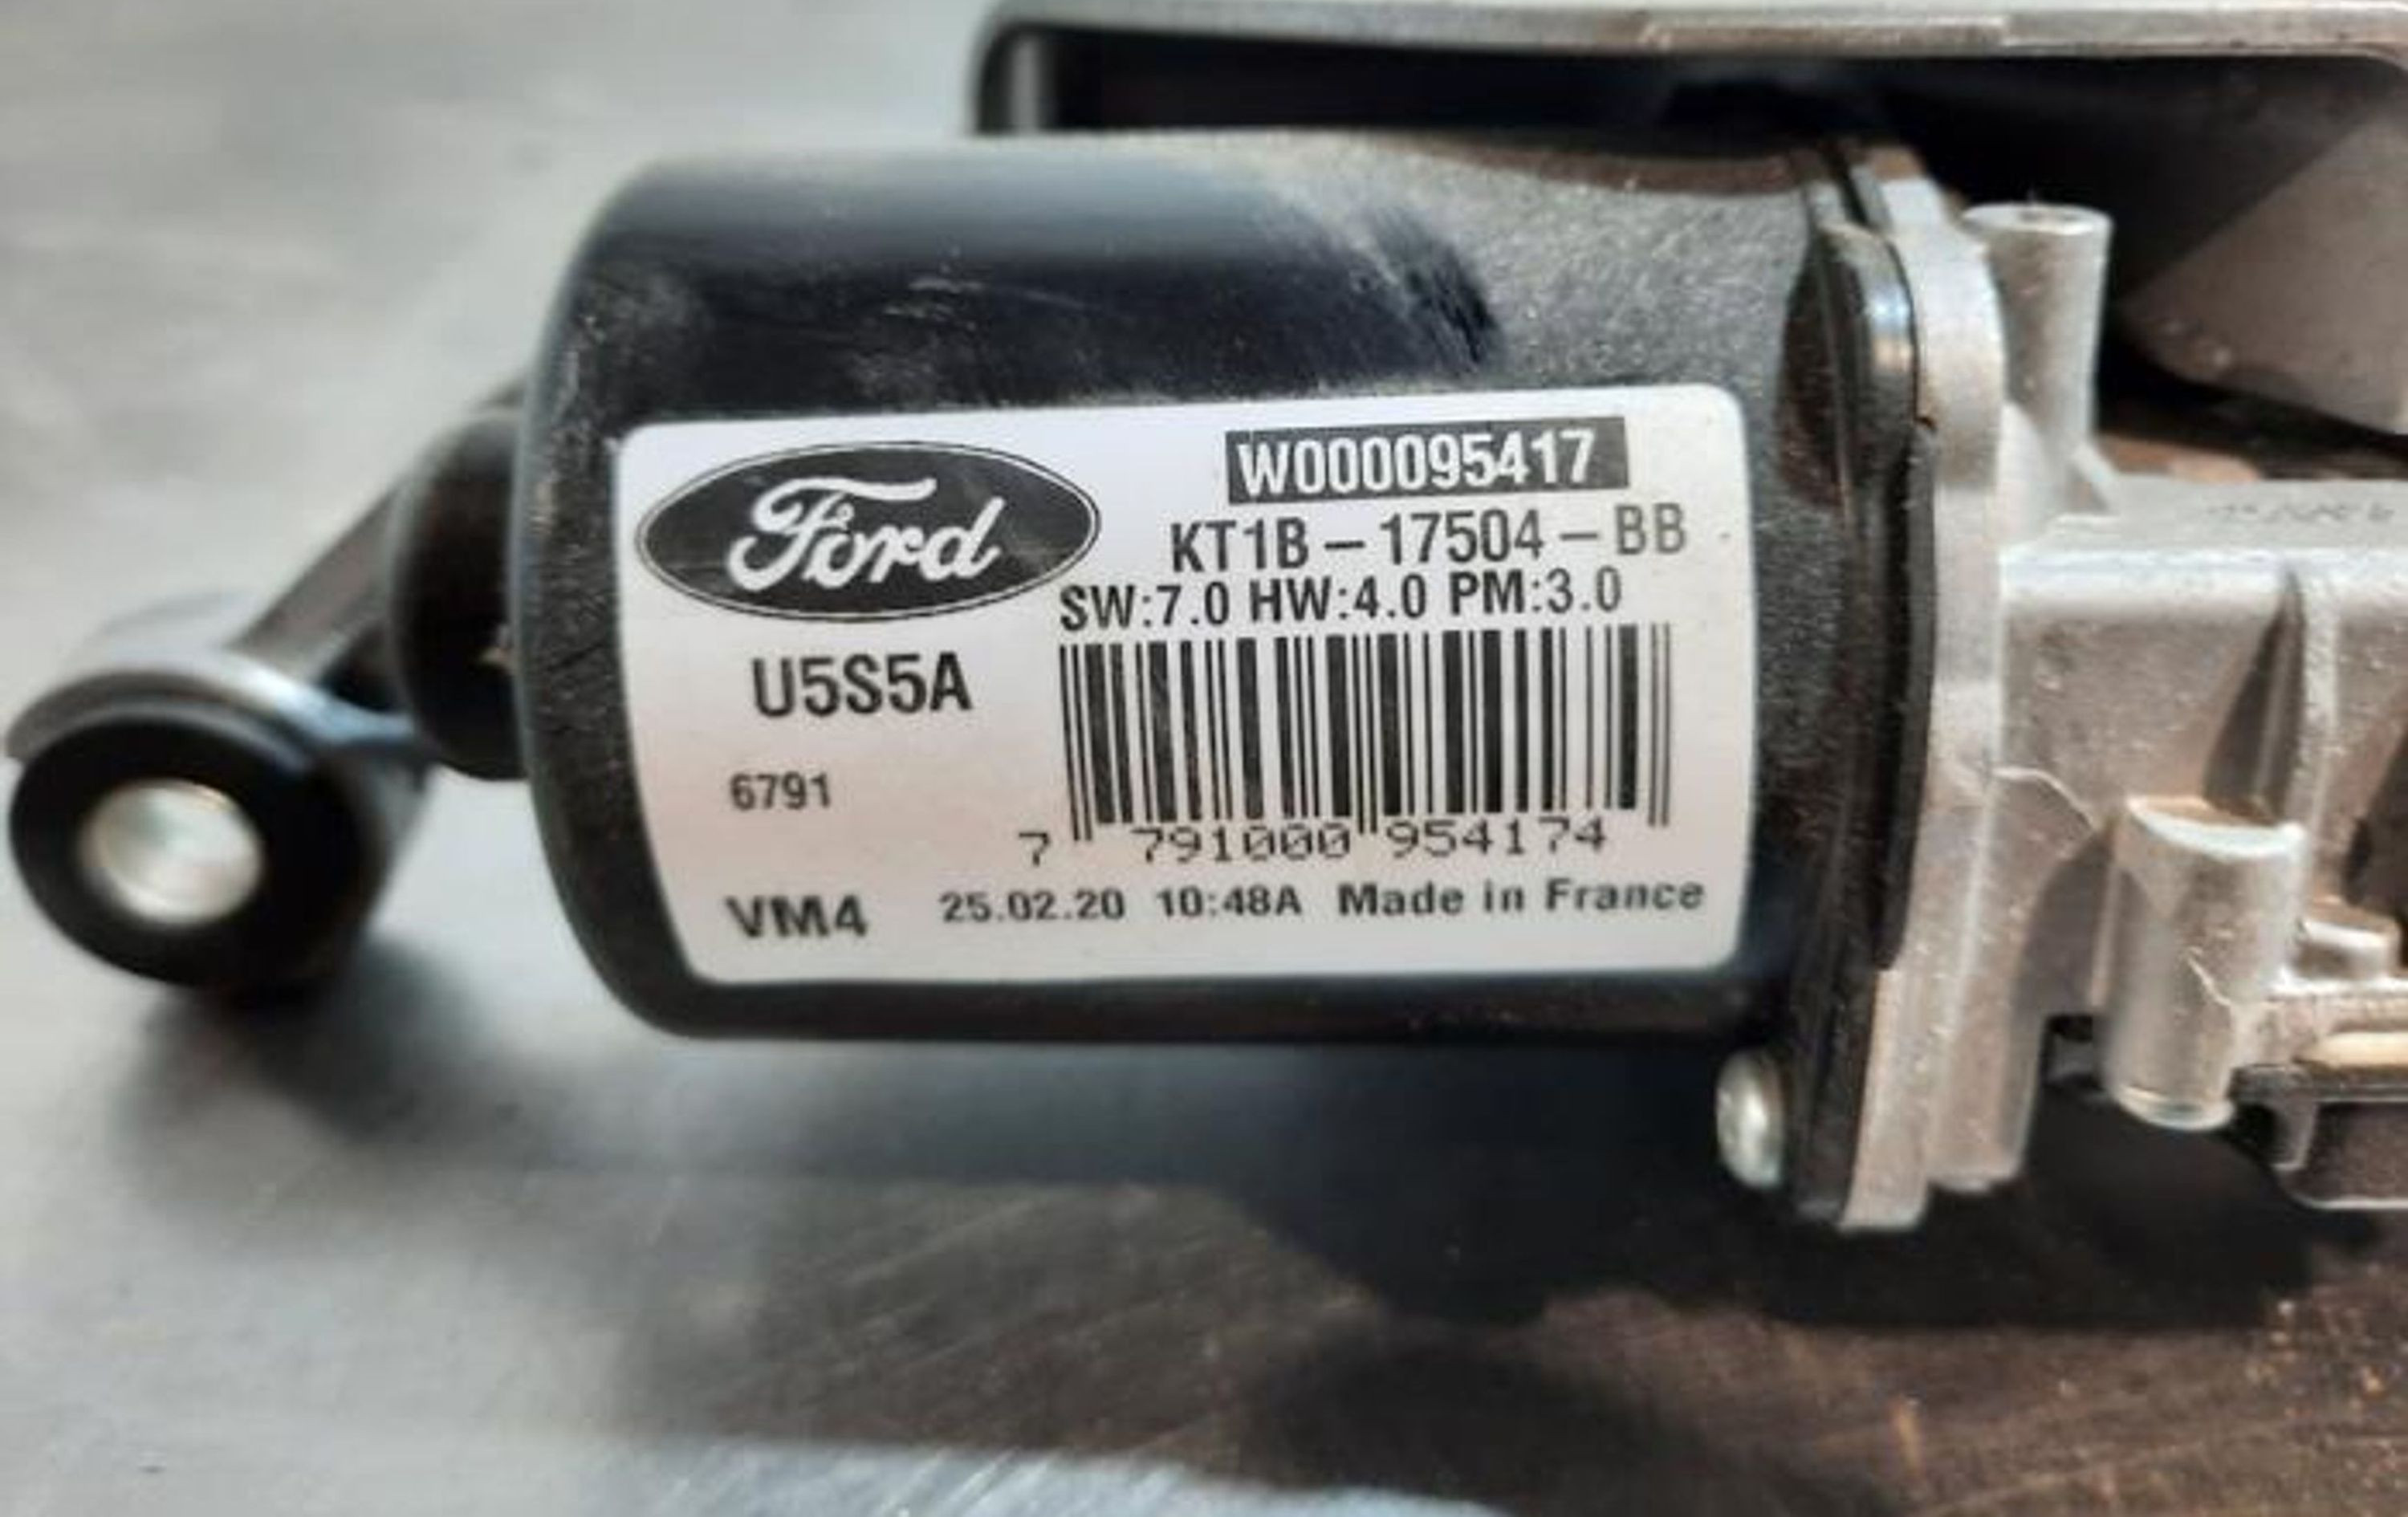 Ford
W000095417
KT1B-17504-BB
SW:7.0 HW:4.0 PM:3.0
U5S5A
6791
7 791000 954174
VM4 25.02.20 10:48A Made in France